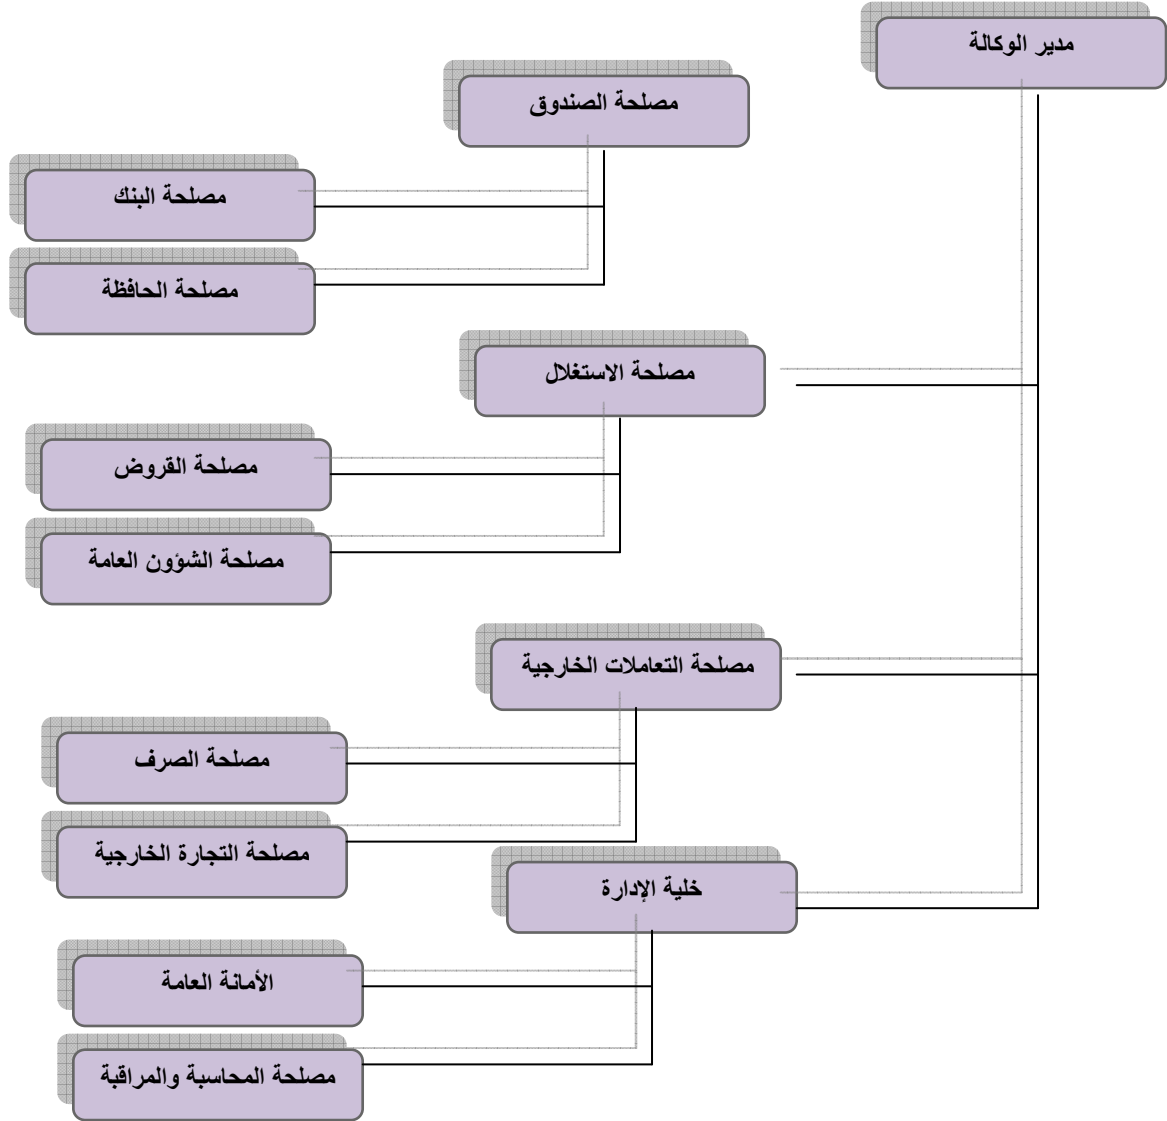 مدير الوكالة
مصلحة الصندوق
مصلحة البنك
مصلحة الحافظة
مصلحة الاستغلال
مصلحة القروض
مصلحة الشؤون العامة
مصلحة التعاملات الخارجية
مصلحة الصرف
مصلحة التجارة الخارجية
خلية الإدارة
الأمانة العامة
مصلحة المحاسبة والمراقبة